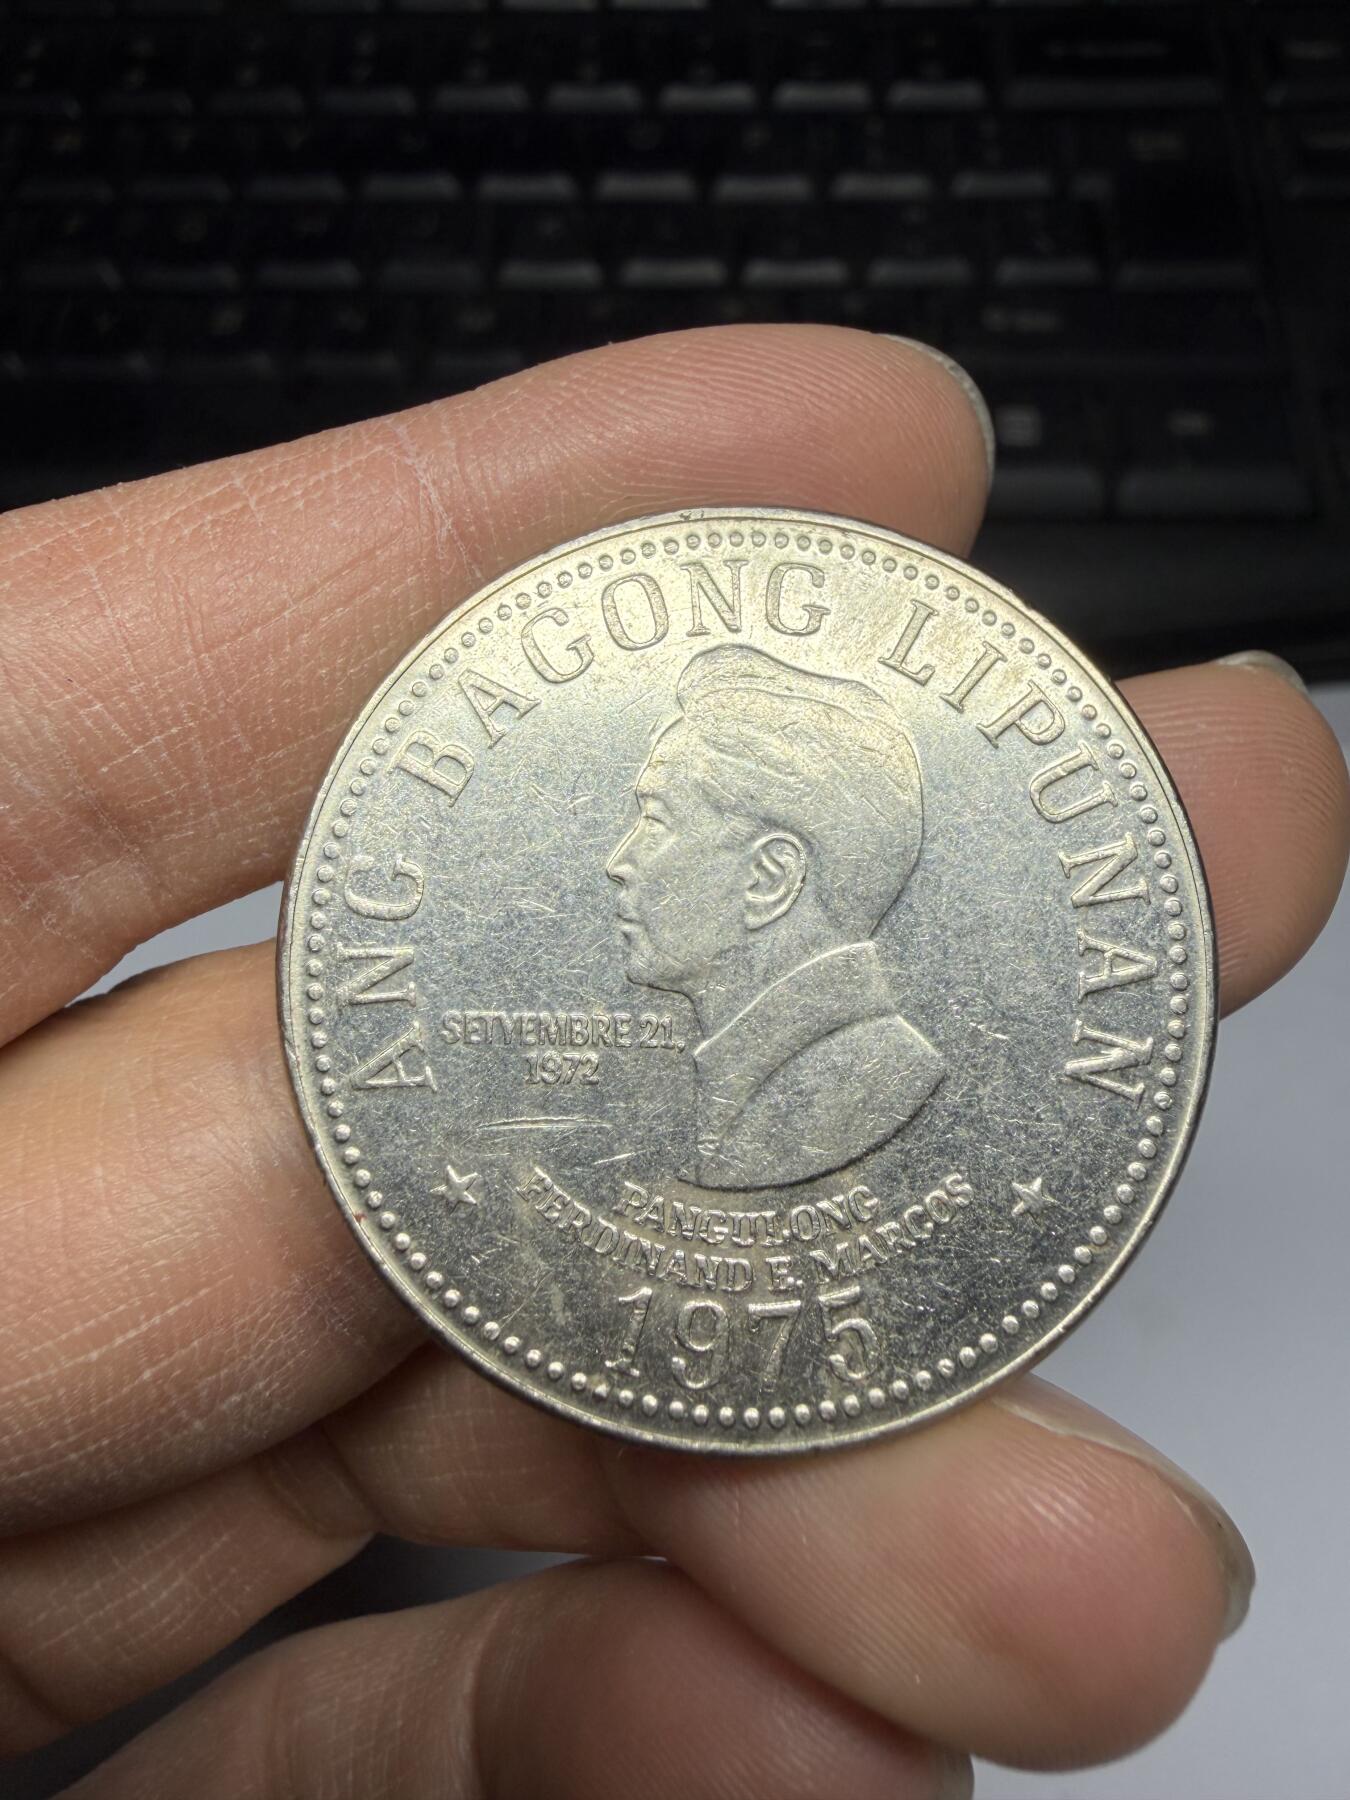 ANG BAGONG LIPUNAN
SETYEMBRE 21,
1972
PANGULONG
FERDINAND E. MARCOS
1975